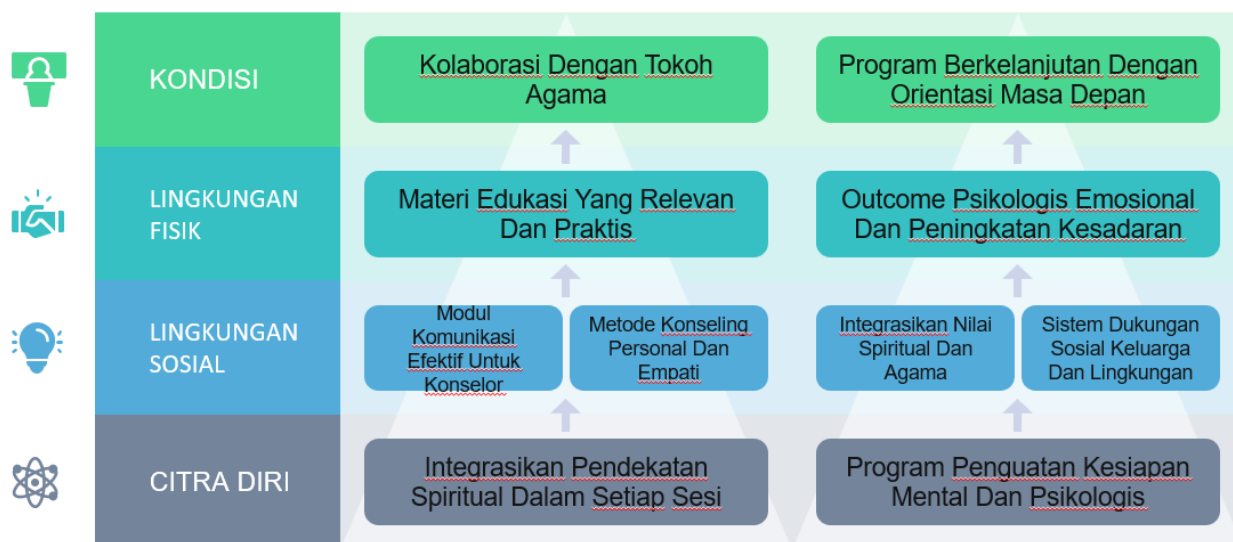 KONDISI
Kolaborasi Dengan Tokoh
Agama
Program Berkelanjutan Dengan
Orientasi Masa Depan
LINGKUNGAN
FISIK
Materi Edukasi Yang Relevan
Dan Praktis
Outcome Psikologis Emosional
Dan Peningkatan Kesadaran
LINGKUNGAN
SOSIAL
Modul
Komunikasi
Efektif Untuk
Konselor
Metode Konseling
Personal Dan
Empati
Integrasikan Nilai
Spiritual Dan
Agama
Sistem Dukungan
Sosial Keluarga
Dan Lingkungan
CITRA DIRI
Integrasikan Pendekatan
Spiritual Dalam Setiap Sesi
Program Penguatan Kesiapan
Mental Dan Psikologis